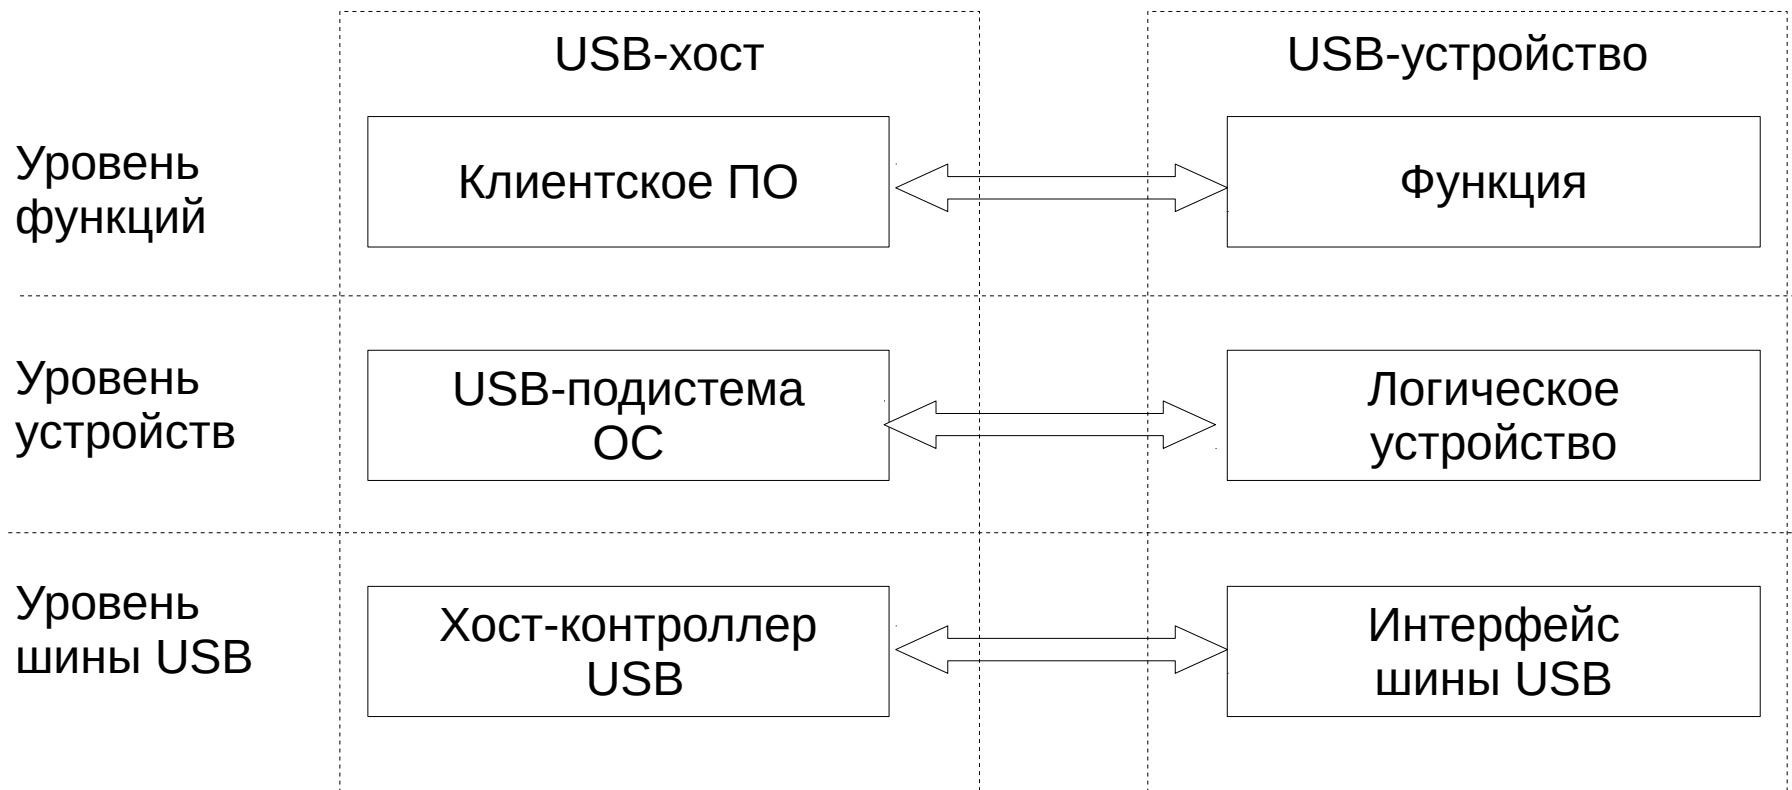 USB-хост
USB-устройство
Уровень
функций
Клиентское ПО
Функция
Уровень
устройств
USB-подистема
ОС
Логическое
устройство
Уровень
шины USB
Хост-контроллер
USB
Интерфейс
шины USB